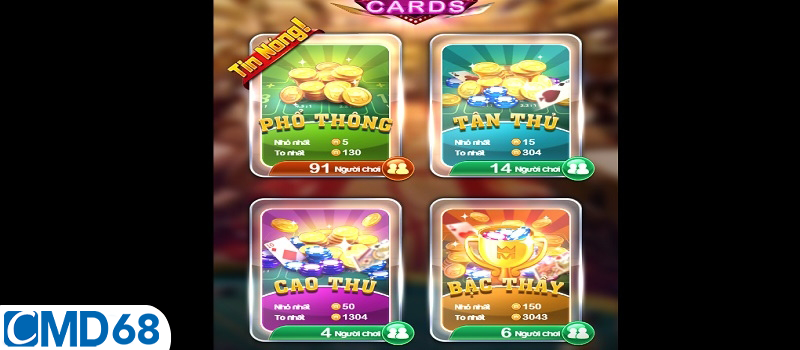 CARDS
Tin Nóng!
PHỔ THÔNG
Nhỏ nhất 5
To nhất 130
91 Người chơi
TÂN THỦ
Nhỏ nhất 15
To nhất 304
14 Người chơi
CAO THỦ
Nhỏ nhất 50
To nhất 1304
4 Người chơi
BẬC THẦY
Nhỏ nhất 150
To nhất 3043
6 Người chơi
CMD68